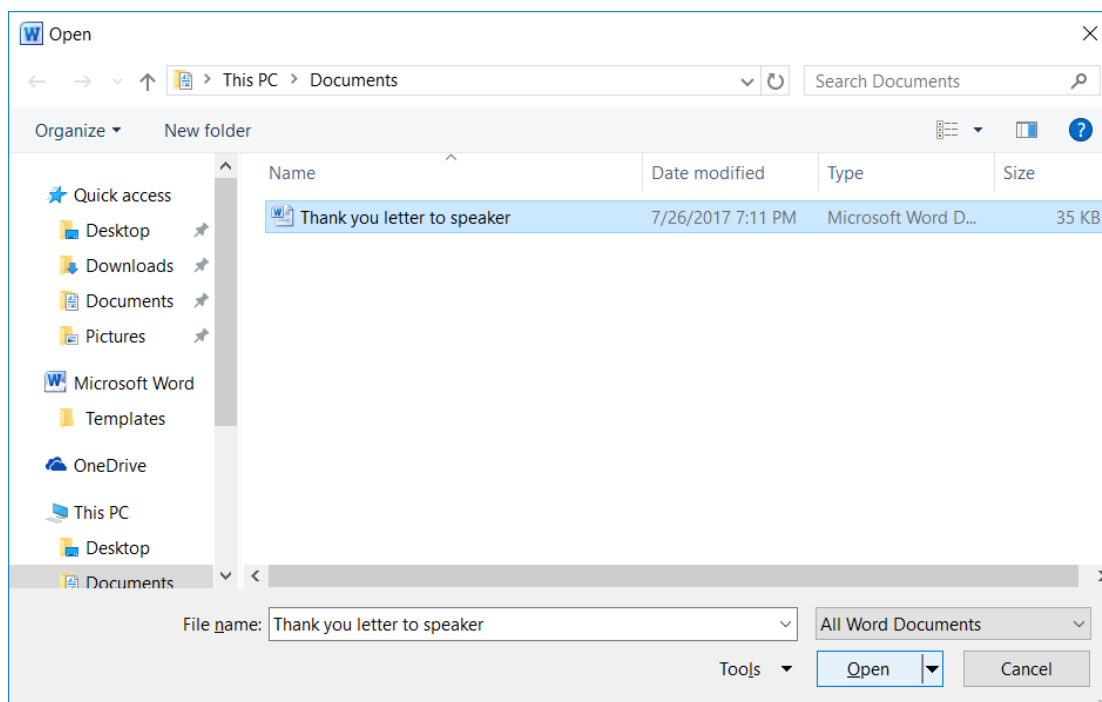 Open
This PC > Documents
Search Documents
Organize
New folder
Name
Date modified
Type
Size
Quick access
Desktop
Downloads
Documents
Pictures
Microsoft Word
Templates
OneDrive
This PC
Desktop
Documents
Thank you letter to speaker
7/26/2017 7:11 PM
Microsoft Word D...
35 KB
File name: Thank you letter to speaker
All Word Documents
Tools
Open
Cancel